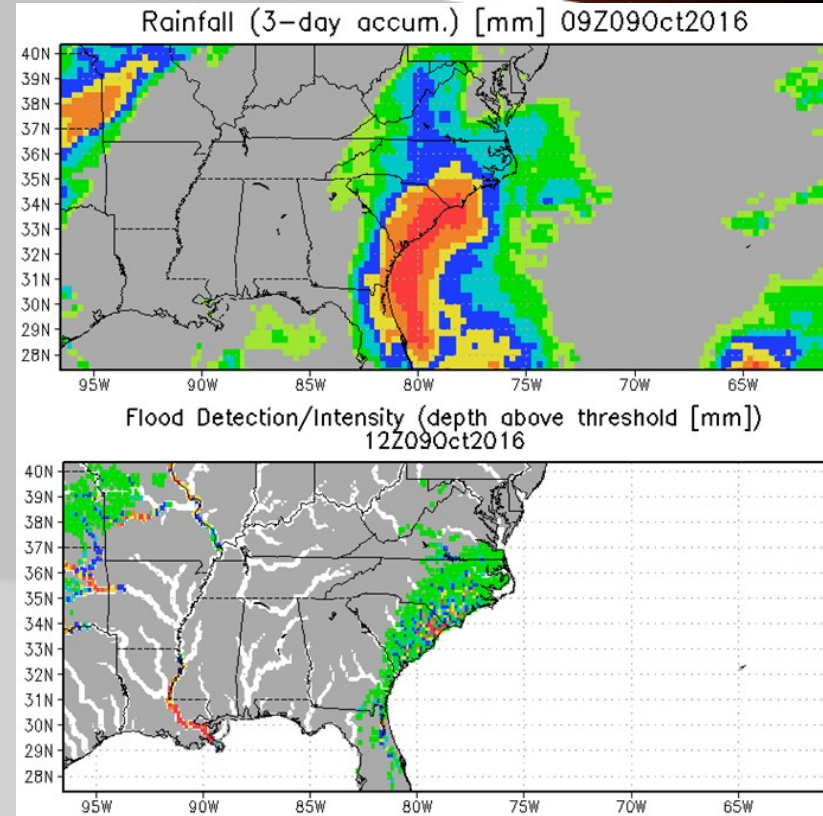 Rainfall (3-day accum.) [mm] 09Z09Oct2016
40N
39N
38N
37N
36N
35N
34N
33N
32N
31N
30N
29N
28N
95W 90W 85W 80W 75W 70W 65W
Flood Detection/Intensity (depth above threshold [mm])
12Z09Oct2016
40N
39N
38N
37N
36N
35N
34N
33N
32N
31N
30N
29N
28N
95W 90W 85W 80W 75W 70W 65W